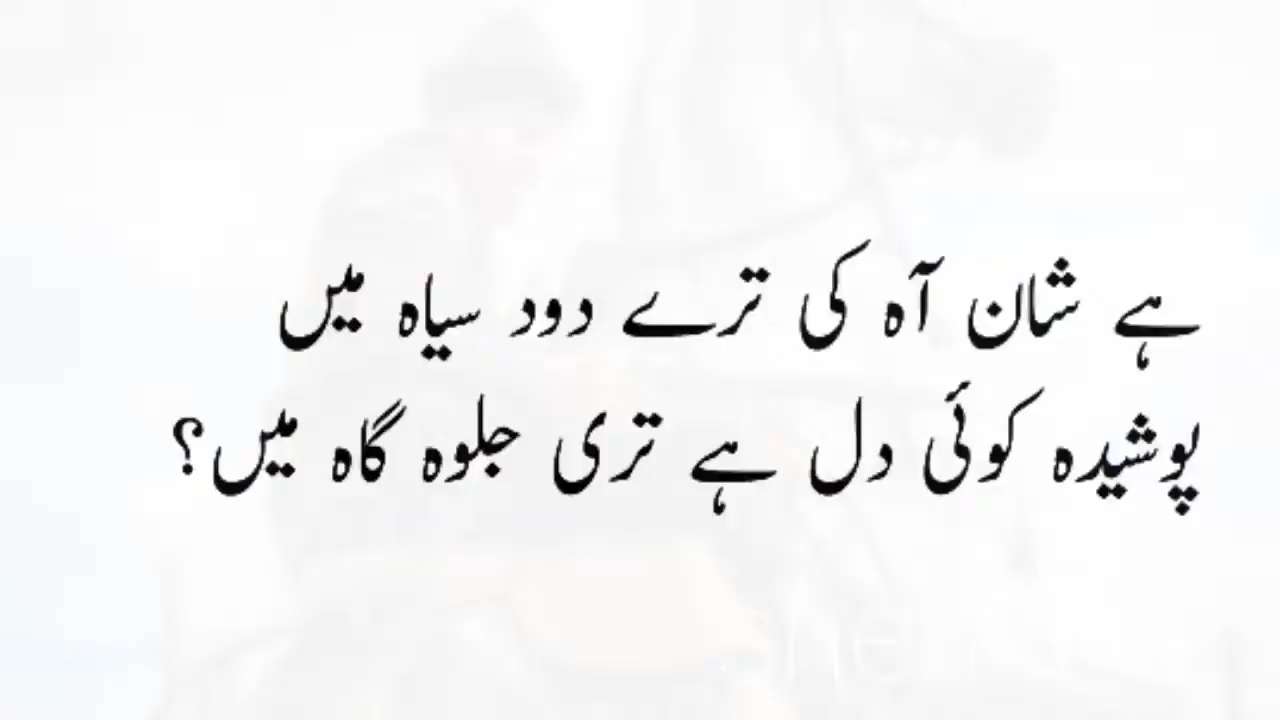 ہے شان آہ کی ترے دود سیاہ میں
پوشیدہ کوئی دل ہے تری جلوہ گاہ میں؟